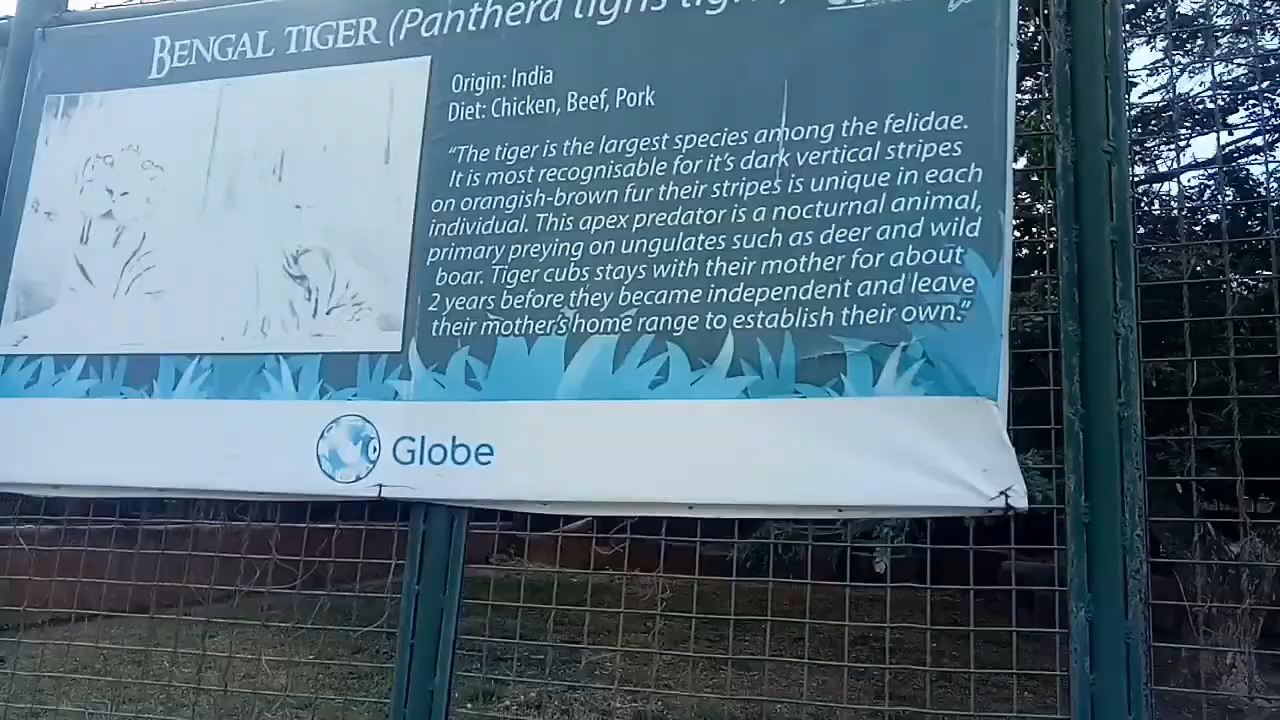 BENGAL TIGER (Panthera tigris tigris)
Origin: India
Diet: Chicken, Beef, Pork
“The tiger is the largest species among the felidae.
It is most recognisable for it’s dark vertical stripes
on orangish-brown fur their stripes is unique in each
individual. This apex predator is a nocturnal animal,
primary preying on ungulates such as deer and wild
boar. Tiger cubs stays with their mother for about
2 years before they became independent and leave
their mother’s home range to establish their own.”
Globe